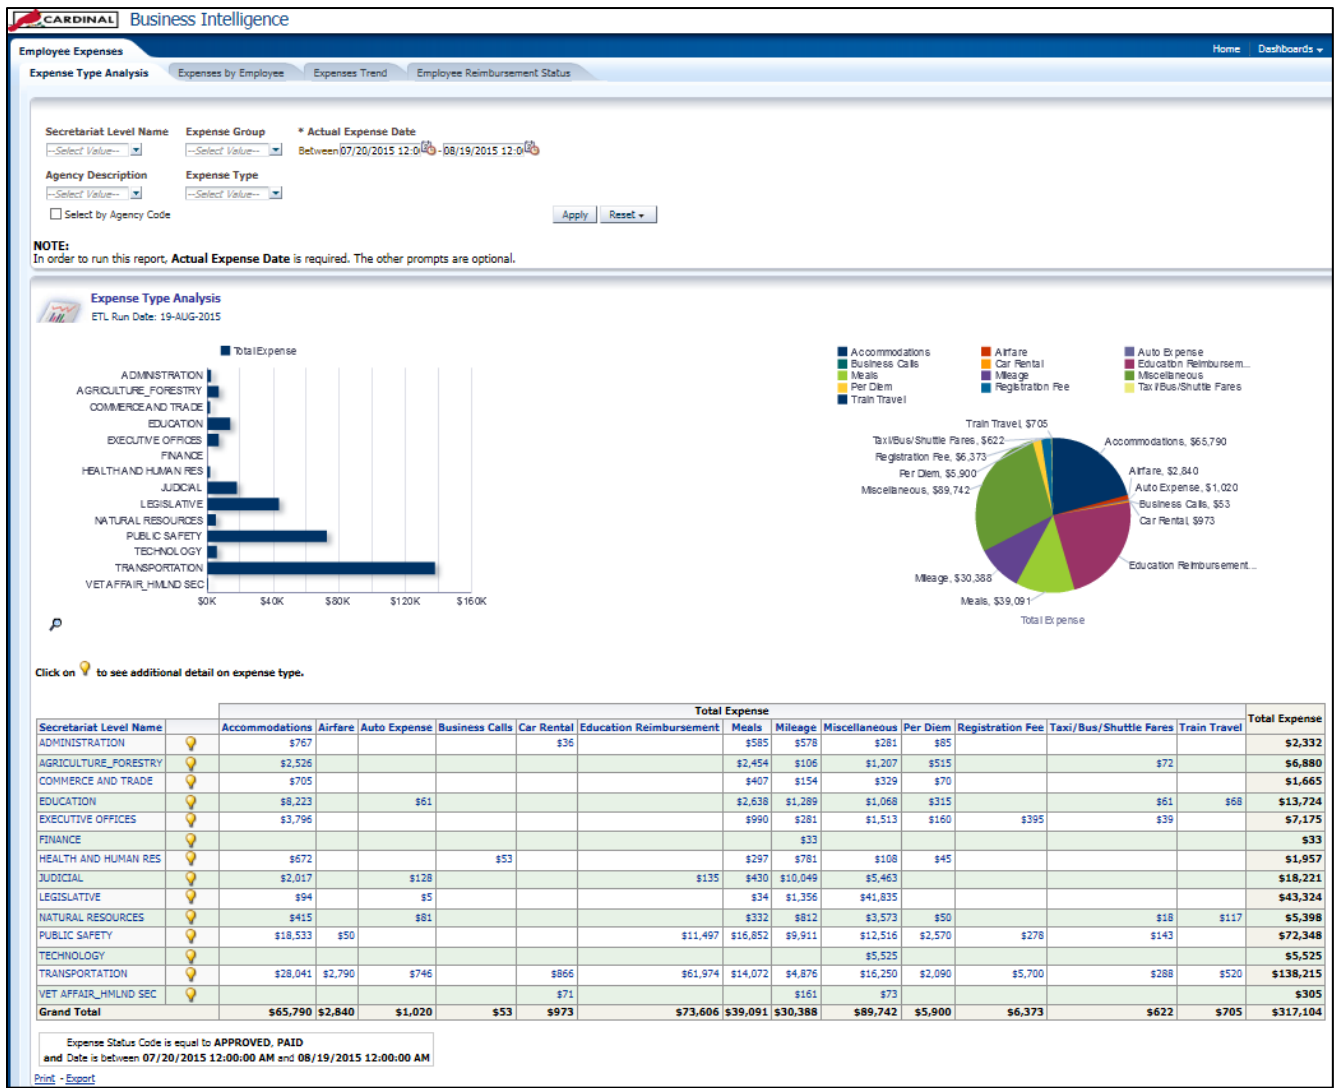 CARDINAL Business Intelligence
Employee Expenses
Home Dashboards
Expense Type Analysis Expenses by Employee Expenses Trend Employee Reimbursement Status
Secretariat Level Name Expense Group * Actual Expense Date
--Select Value-- --Select Value-- Between 07/20/2015 12:0 - 08/19/2015 12:0
Agency Description Expense Type
--Select Value-- --Select Value--
Select by Agency Code Apply Reset
NOTE:
In order to run this report, Actual Expense Date is required. The other prompts are optional.
Expense Type Analysis
ETL Run Date: 19-AUG-2015
Total Expense
ADMINISTRATION
AGRICULTURE_FORESTRY
COMMERCE AND TRADE
EDUCATION
EXECUTIVE OFFICES
FINANCE
HEALTH AND HUMAN RES
JUDICIAL
LEGISLATIVE
NATURAL RESOURCES
PUBLIC SAFETY
TECHNOLOGY
TRANSPORTATION
VET AFFAIR_HMLND SEC
$0K $40K $80K $120K $160K
Accommodations Airfare Auto Expense
Business Calls Car Rental Education Reimbursem...
Meals Mileage Miscellaneous
Per Diem Registration Fee Taxi/Bus/Shuttle Fares
Train Travel
Train Travel, $705
Taxi/Bus/Shuttle Fares, $622
Registration Fee, $6,373
Per Diem, $5,900
Miscellaneous, $89,742
Accommodations, $65,790
Airfare, $2,840
Auto Expense, $1,020
Business Calls, $53
Car Rental, $973
Education Reimbursement...
Mileage, $30,388
Meals, $39,091
Total Expense
Click on to see additional detail on expense type.
Total Expense
Secretariat Level Name Accommodations Airfare Auto Expense Business Calls Car Rental Education Reimbursement Meals Mileage Miscellaneous Per Diem Registration Fee Taxi/Bus/Shuttle Fares Train Travel Total Expense
ADMINISTRATION $767 $36 $585 $578 $281 $85 $2,332
AGRICULTURE_FORESTRY $2,526 $2,454 $106 $1,207 $515 $72 $6,880
COMMERCE AND TRADE $705 $407 $154 $329 $70 $1,665
EDUCATION $8,223 $61 $2,638 $1,289 $1,068 $315 $61 $68 $13,724
EXECUTIVE OFFICES $3,796 $990 $281 $1,513 $160 $395 $39 $7,175
FINANCE $33 $33
HEALTH AND HUMAN RES $672 $53 $297 $781 $108 $45 $1,957
JUDICIAL $2,017 $128 $135 $430 $10,049 $5,463 $18,221
LEGISLATIVE $94 $5 $34 $1,356 $41,835 $43,324
NATURAL RESOURCES $415 $81 $332 $812 $3,573 $50 $18 $117 $5,398
PUBLIC SAFETY $18,533 $50 $11,497 $16,852 $9,911 $12,516 $2,570 $278 $143 $72,348
TECHNOLOGY $5,525 $5,525
TRANSPORTATION $28,041 $2,790 $746 $866 $61,974 $14,072 $4,876 $16,250 $2,090 $5,700 $288 $520 $138,215
VET AFFAIR_HMLND SEC $71 $161 $73 $305
Grand Total $65,790 $2,840 $1,020 $53 $973 $73,606 $39,091 $30,388 $89,742 $5,900 $6,373 $622 $705 $317,104
Expense Status Code is equal to APPROVED, PAID
and Date is between 07/20/2015 12:00:00 AM and 08/19/2015 12:00:00 AM
Print - Export